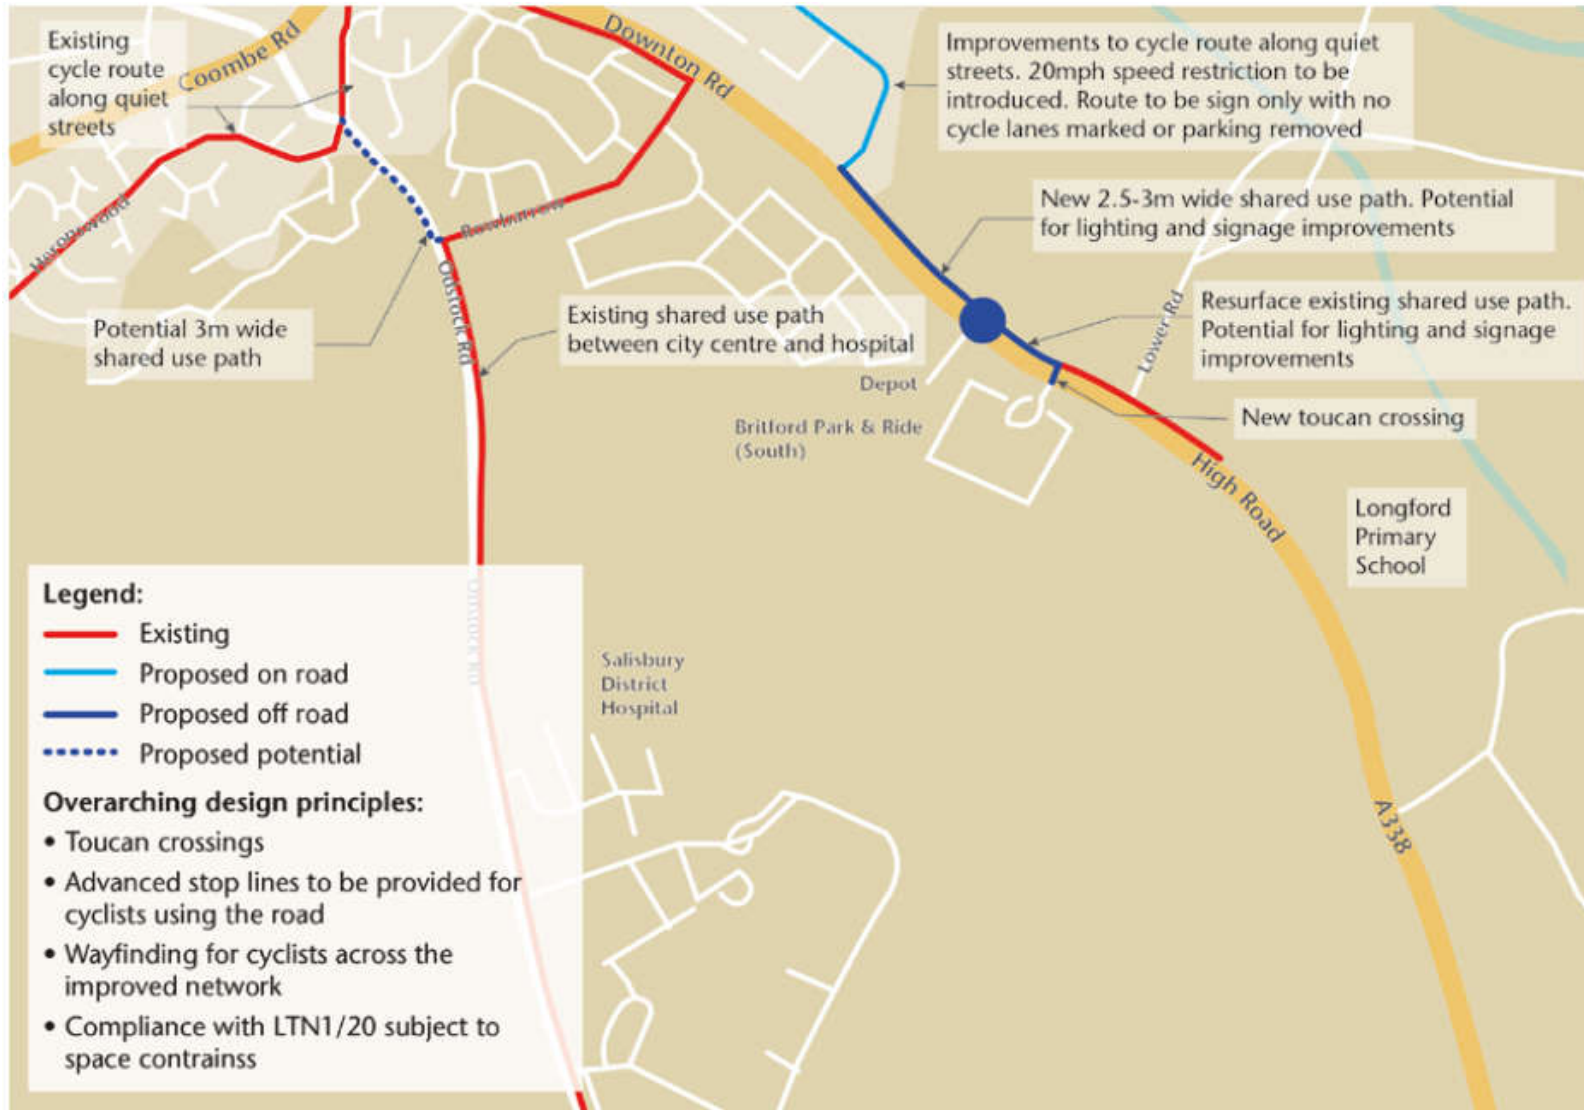 Existing
cycle route
along quiet
streets
Coombe Rd
Downton Rd
Improvements to cycle route along quiet
streets. 20mph speed restriction to be
introduced. Route to be sign only with no
cycle lanes marked or parking removed
New 2.5-3m wide shared use path. Potential
for lighting and signage improvements
Heronswood
Rowbarrow
Odstock Rd
Potential 3m wide
shared use path
Existing shared use path
between city centre and hospital
Resurface existing shared use path.
Potential for lighting and signage
improvements
Lower Rd
Depot
New toucan crossing
Britford Park & Ride
(South)
High Road
Longford
Primary
School
Legend:
Existing
Proposed on road
Proposed off road
Proposed potential
Odstock Rd
Salisbury
District
Hospital
Overarching design principles:
• Toucan crossings
• Advanced stop lines to be provided for
cyclists using the road
• Wayfinding for cyclists across the
improved network
• Compliance with LTN1/20 subject to
space contrainss
A338